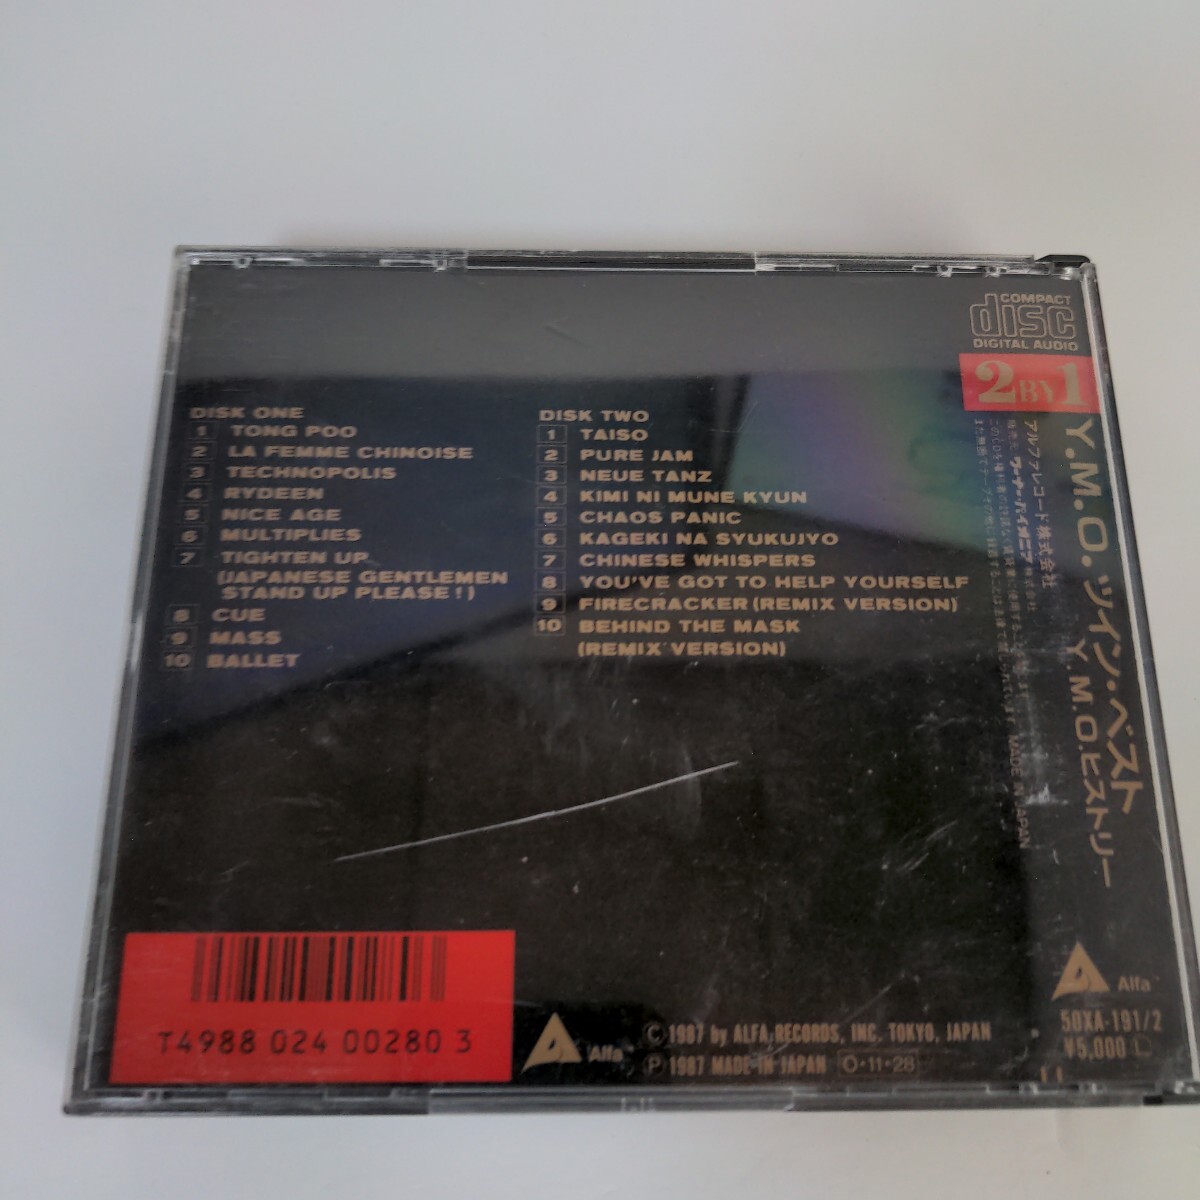 COMPACT
disc
DIGITAL AUDIO
2 BY 1
Y.M.O.ツイン・ベスト
Y.M.O.ヒストリー
アルファレコード株式会社
MADE IN JAPAN
DISK ONE
1 TONG POO
2 LA FEMME CHINOISE
3 TECHNOPOLIS
4 RYDEEN
5 NICE AGE
6 MULTIPLIES
7 TIGHTEN UP
(JAPANESE GENTLEMEN
STAND UP PLEASE!)
8 CUE
9 MASS
10 BALLET
DISK TWO
1 TAISO
2 PURE JAM
3 NEUE TANZ
4 KIMI NI MUNE KYUN
5 CHAOS PANIC
6 KAGEKI NA SYUKUJYO
7 CHINESE WHISPERS
8 YOU'VE GOT TO HELP YOURSELF
9 FIRECRACKER (REMIX VERSION)
10 BEHIND THE MASK
(REMIX VERSION)
T4988 024 00280 3
Alfa
Ⓒ 1987 by ALFA RECORDS, INC. TOKYO, JAPAN
Ⓟ 1987 MADE IN JAPAN O·11·28
Alfa
50XA-191/2
¥5,000 Ⓛ